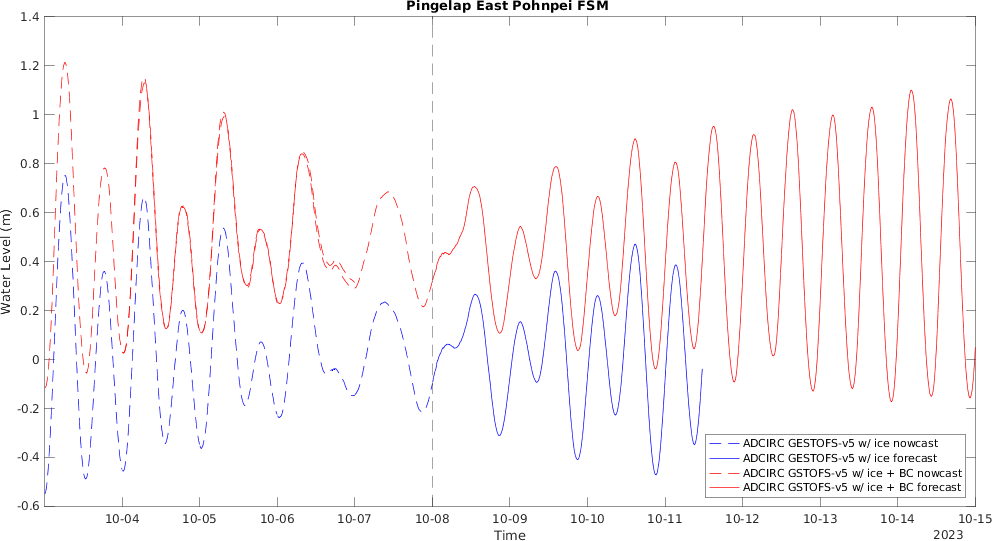 Pingelap East Pohnpei FSM
Water Level (m)
1.4
1.2
1
0.8
0.6
0.4
0.2
0
-0.2
-0.4
-0.6
ADCIRC GESTOFS-v5 w/ ice nowcast
ADCIRC GESTOFS-v5 w/ ice forecast
ADCIRC GSTOFS-v5 w/ ice + BC nowcast
ADCIRC GSTOFS-v5 w/ ice + BC forecast
10-04 10-05 10-06 10-07 10-08 10-09 10-10 10-11 10-12 10-13 10-14 10-15
Time
2023